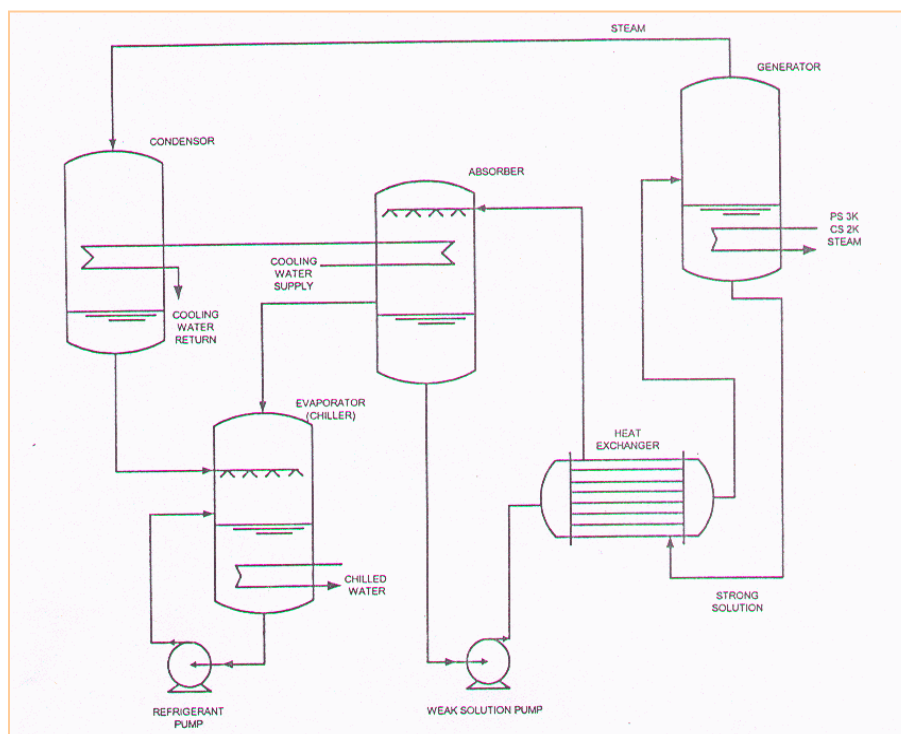 STEAM
GENERATOR
CONDENSOR
ABSORBER
PS 3K
CS 2K
STEAM
COOLING
WATER
SUPPLY
COOLING
WATER
RETURN
EVAPORATOR
(CHILLER)
HEAT
EXCHANGER
CHILLED
WATER
STRONG
SOLUTION
REFRIGERANT
PUMP
WEAK SOLUTION PUMP